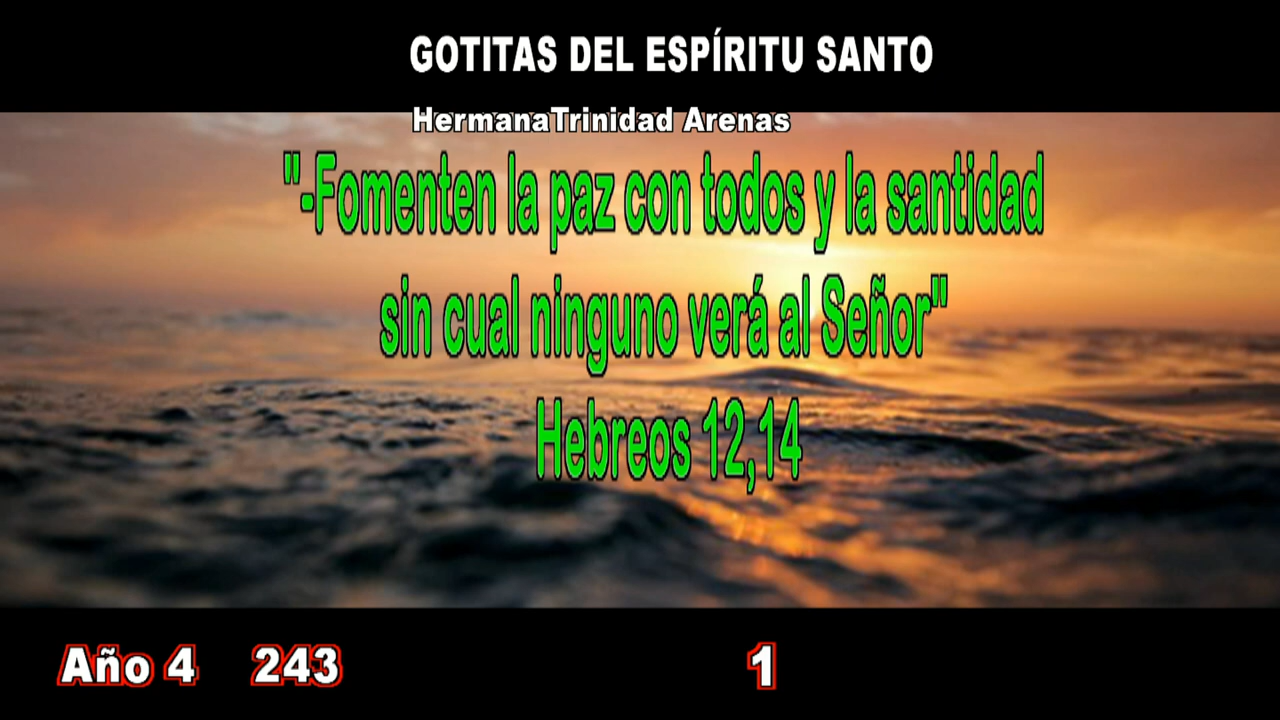 GOTITAS DEL ESPÍRITU SANTO
HermanaTrinidad Arenas
"-Fomenten la paz con todos y la santidad
sin cual ninguno verá al Señor"
Hebreos 12,14
Año 4 243 1